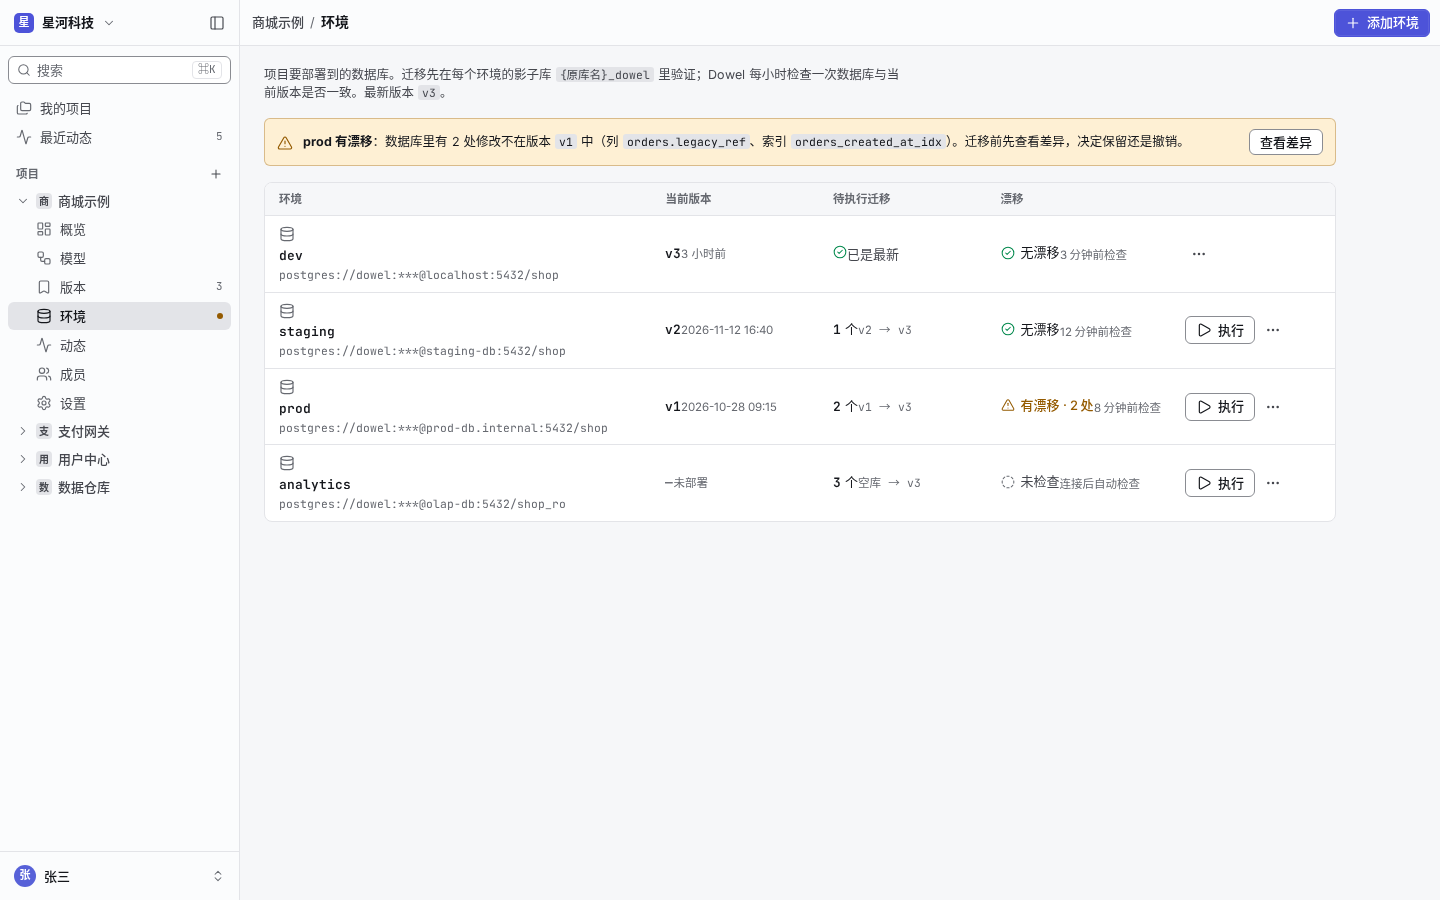 星 星河科技
商城示例 / 环境
添加环境
搜索 ⌘K
我的项目
最近动态 5
项目
商 商城示例
概览
模型
版本 3
环境
动态
成员
设置
支 支付网关
用 用户中心
数 数据仓库
张 张三
项目要部署到的数据库。迁移先在每个环境的影子库 {原库名}_dowel 里验证；Dowel 每小时检查一次数据库与当
前版本是否一致。最新版本 v3。
prod 有漂移：数据库里有 2 处修改不在版本 v1 中（列 orders.legacy_ref、索引 orders_created_at_idx）。迁移前先查看差异，决定保留还是撤销。 查看差异
环境 当前版本 待执行迁移 漂移
dev
postgres://dowel:***@localhost:5432/shop
v3 3 小时前 已是最新 无漂移 3 分钟前检查
staging
postgres://dowel:***@staging-db:5432/shop
v2 2026-11-12 16:40 1 个 v2 → v3 无漂移 12 分钟前检查 执行
prod
postgres://dowel:***@prod-db.internal:5432/shop
v1 2026-10-28 09:15 2 个 v1 → v3 有漂移 · 2 处 8 分钟前检查 执行
analytics
postgres://dowel:***@olap-db:5432/shop_ro
— 未部署 3 个 空库 → v3 未检查 连接后自动检查 执行